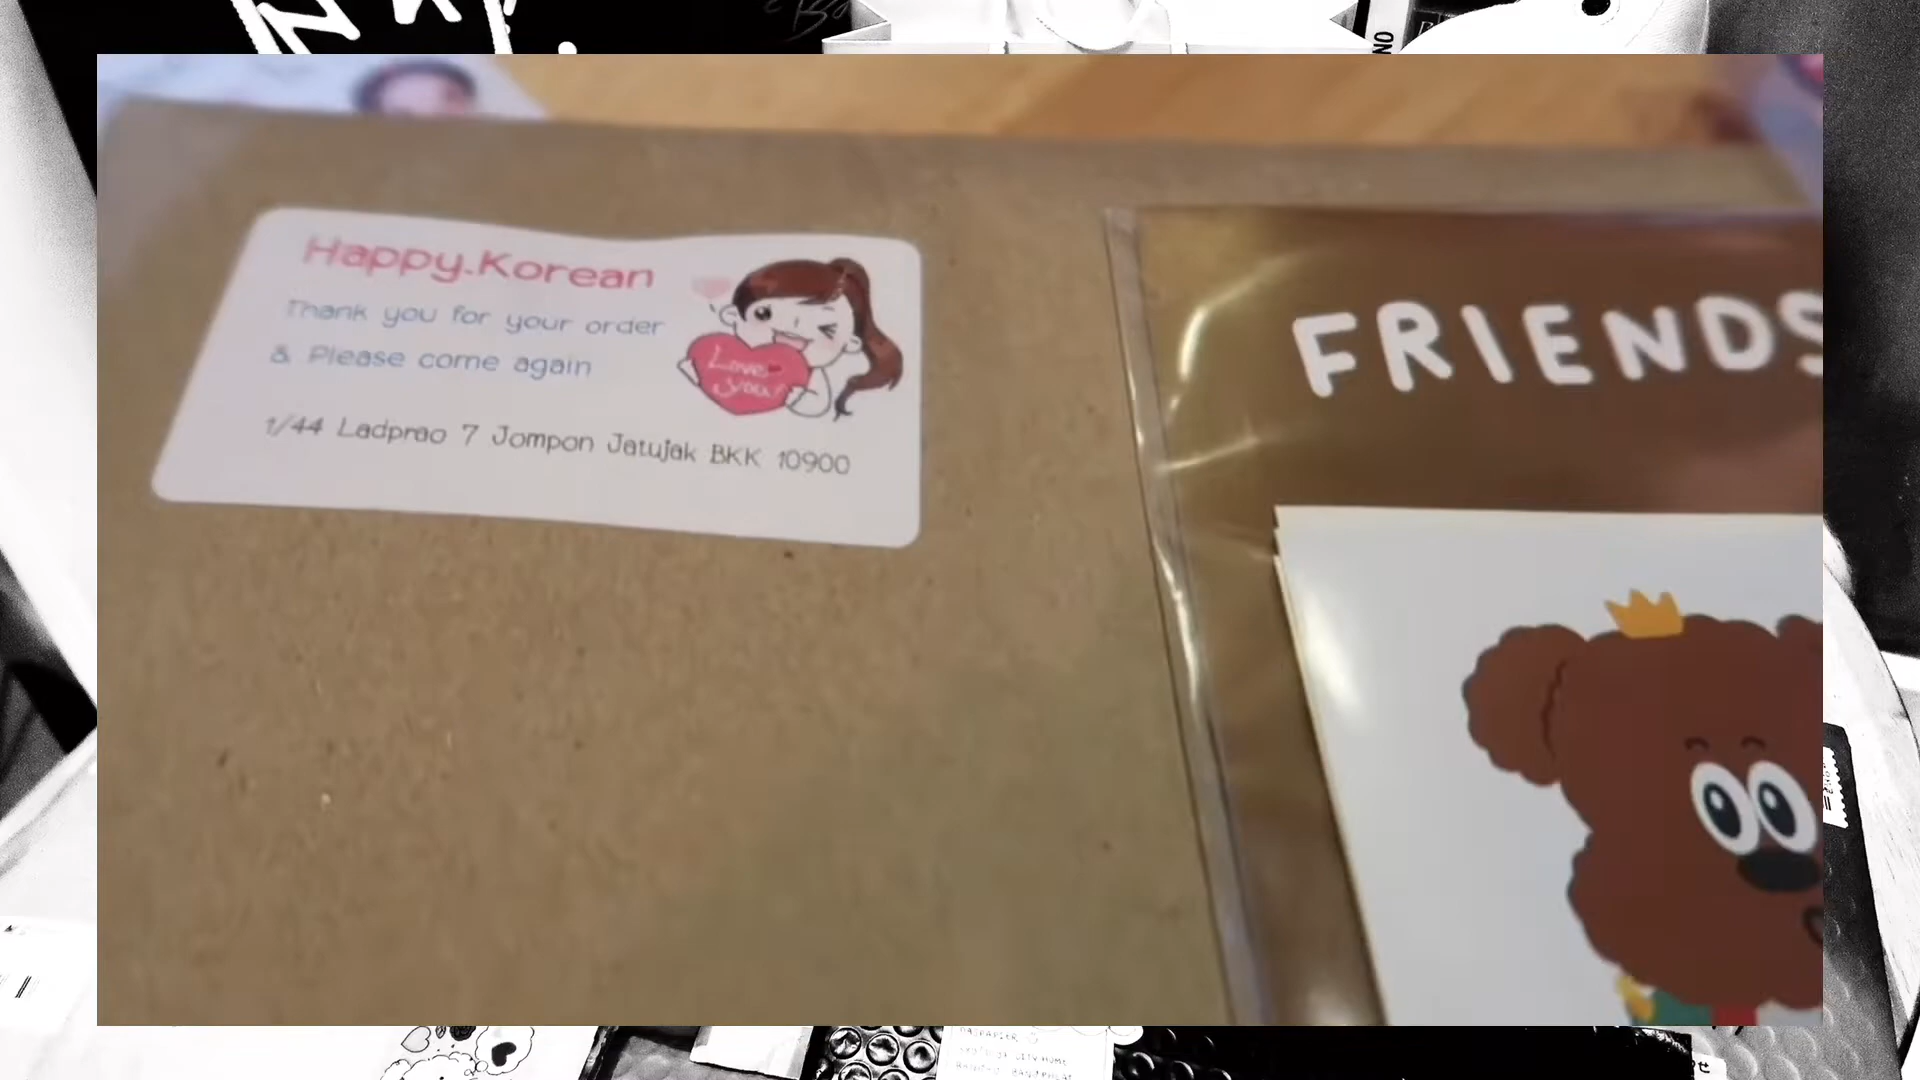 Happy.Korean
Thank you for your order
& Please come again
Love
you!
1/44 Ladprao 7 Jompon Jatujak BKK 10900
FRIENDS